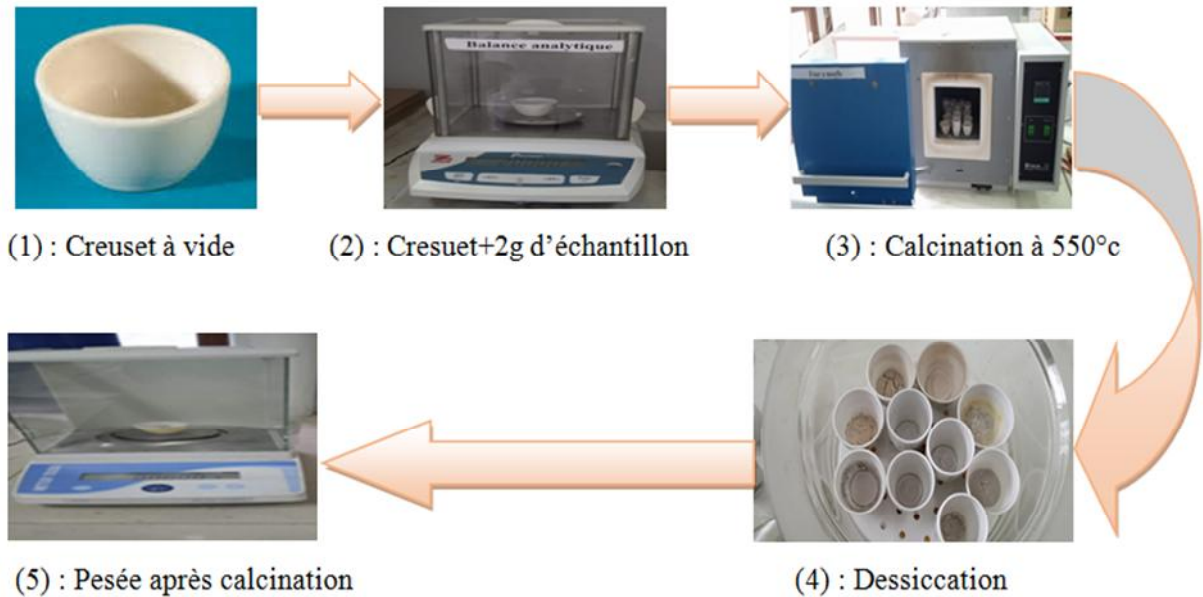 Balance analytique
(1) : Creuset à vide
(2) : Cresuet+2g d’échantillon
(3) : Calcination à 550°c
(5) : Pesée après calcination
(4) : Dessiccation